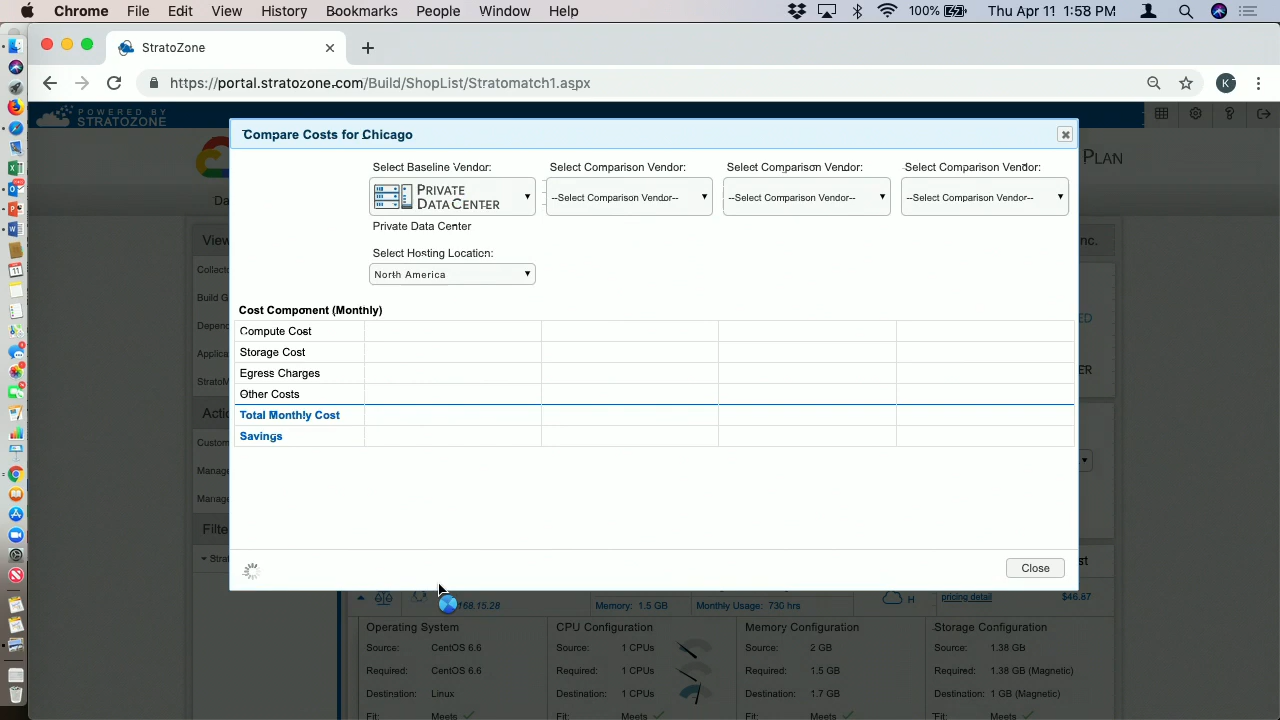 Chrome File Edit View History Bookmarks People Window Help 100% Thu Apr 11 1:58 PM
StratoZone
https://portal.stratozone.com/Build/ShopList/Stratomatch1.aspx
POWERED BY
STRATOZONE
Compare Costs for Chicago
PLAN
Select Baseline Vendor: Select Comparison Vendor: Select Comparison Vendor: Select Comparison Vendor:
PRIVATE DATACENTER --Select Comparison Vendor-- --Select Comparison Vendor-- --Select Comparison Vendor--
Private Data Center
Select Hosting Location:
North America
Cost Component (Monthly)
Compute Cost
Storage Cost
Egress Charges
Other Costs
Total Monthly Cost
Savings
Close
168.15.28 Memory: 1.5 GB Monthly Usage: 730 hrs H pricing detail $46.87
Operating System CPU Configuration Memory Configuration Storage Configuration
Source: CentOS 6.6 Source: 1 CPUs Source: 2 GB Source: 1.38 GB
Required: CentOS 6.6 Required: 1 CPUs Required: 1.5 GB Required: 1.38 GB (Magnetic)
Destination: Linux Destination: 1 CPUs Destination: 1.7 GB Destination: 1 GB (Magnetic)
Fit: Meets Fit: Meets Fit: Meets Fit: Meets